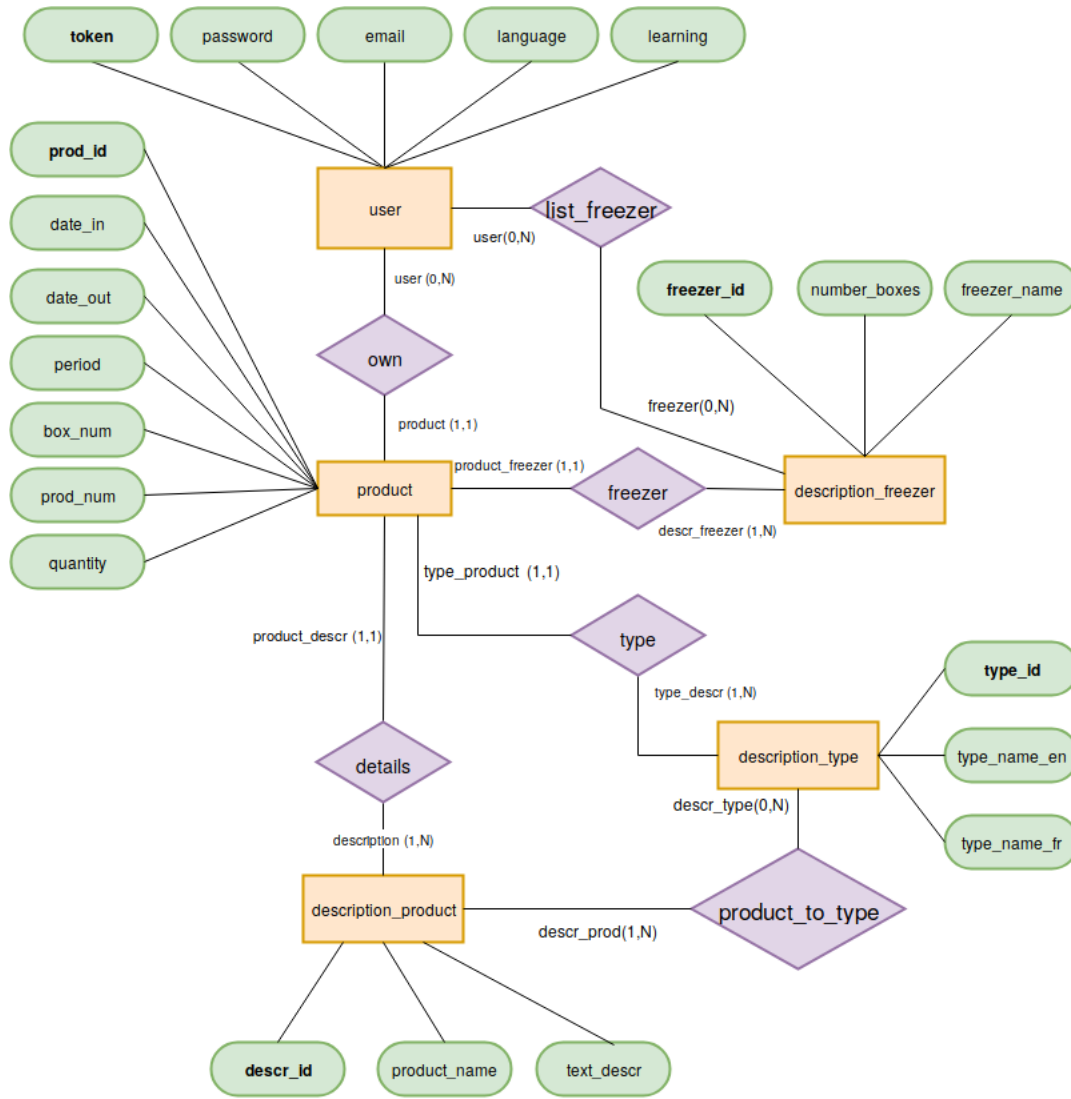 token
password
email
language
learning
prod_id
date_in
date_out
period
box_num
prod_num
quantity
user
list_freezer
user(0,N)
user (0,N)
own
product (1,1)
freezer_id
number_boxes
freezer_name
freezer(0,N)
product
product_freezer (1,1)
freezer
descr_freezer (1,N)
description_freezer
type_product (1,1)
product_descr (1,1)
type
type_descr (1,N)
type_id
type_name_en
type_name_fr
description_type
descr_type(0,N)
details
description (1,N)
description_product
descr_prod(1,N)
product_to_type
descr_id
product_name
text_descr